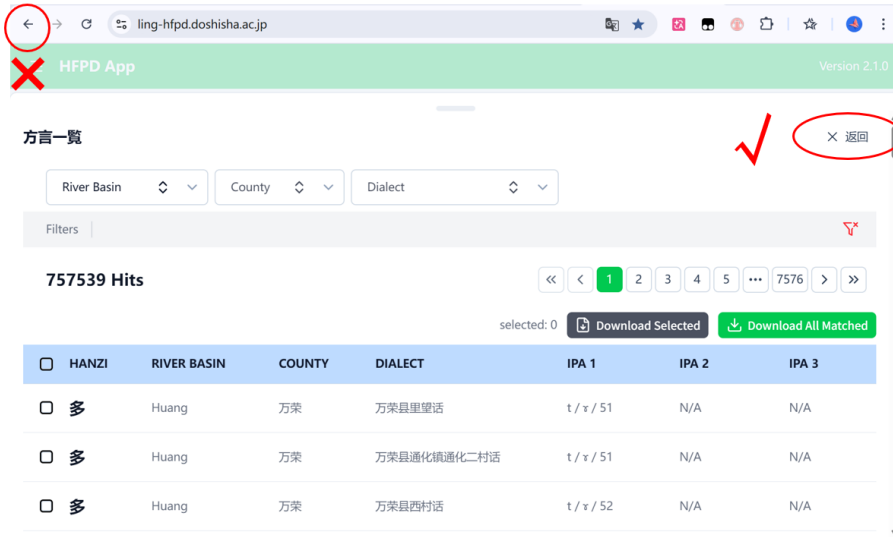 ling-hfpd.doshisha.ac.jp
HFPD App
Version 2.1.0
方言一覧
× 返回
River Basin
County
Dialect
Filters
757539 Hits
« < 1 2 3 4 5 ••• 7576 > »
selected: 0
Download Selected
Download All Matched
HANZI RIVER BASIN COUNTY DIALECT IPA 1 IPA 2 IPA 3
多 Huang 万荣 万荣县里望话 t / ɤ / 51 N/A N/A
多 Huang 万荣 万荣县通化镇通化二村话 t / ɤ / 51 N/A N/A
多 Huang 万荣 万荣县西村话 t / ɤ / 52 N/A N/A